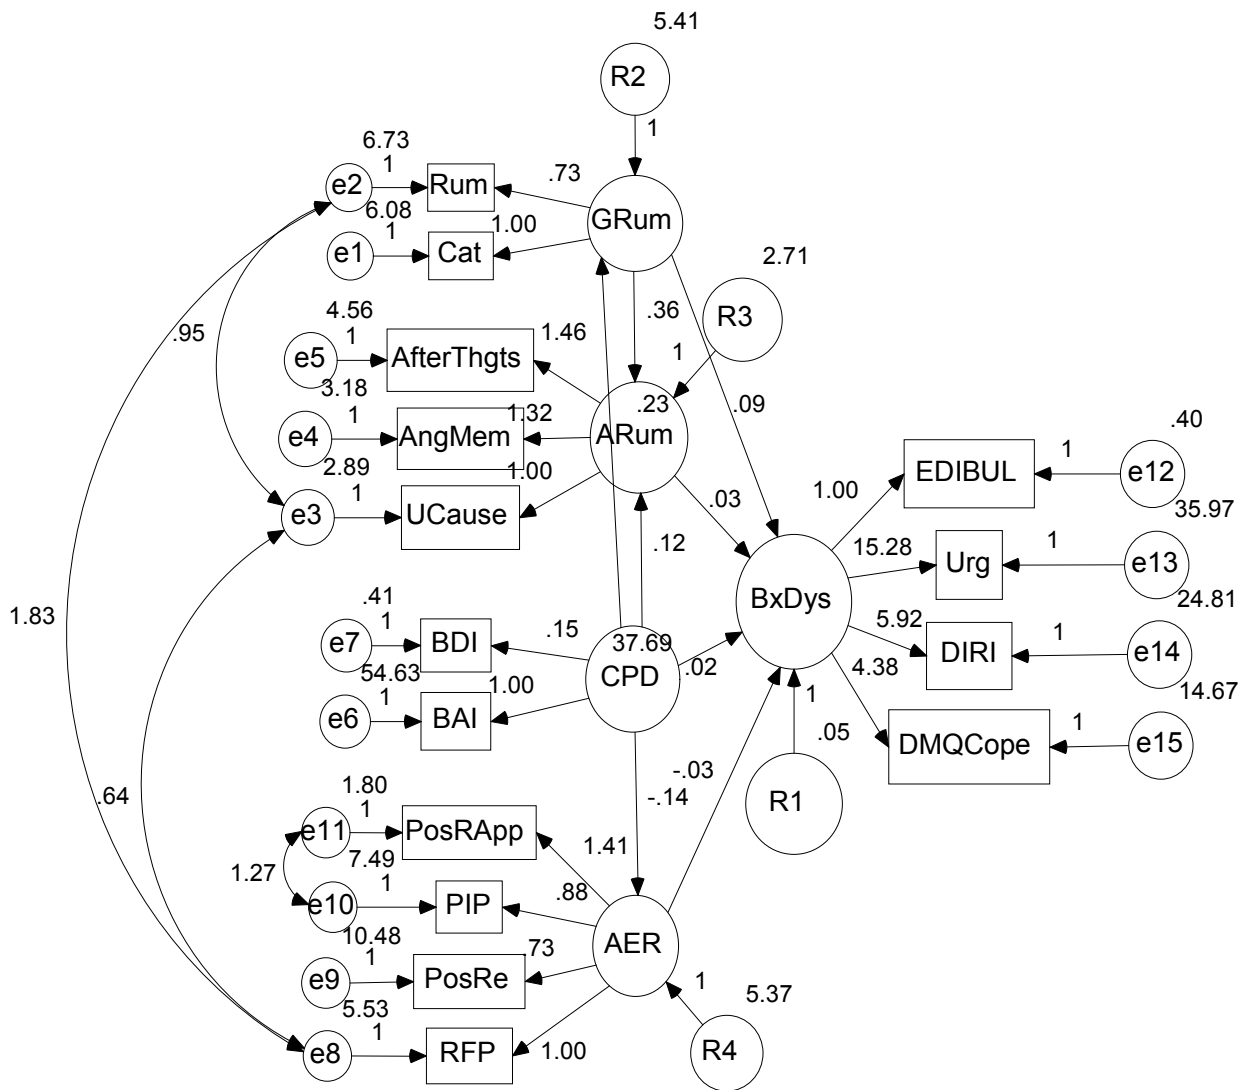 5.41
R2
1
6.73
1
e2
Rum
.73
GRum
6.08
1
e1
Cat
1.00
2.71
R3
.95
4.56
1
e5
AfterThgts
1.46
.36
1
3.18
1
e4
AngMem
1.32
ARum
.23
.09
2.89
1
e3
UCause
1.00
.03
.12
.40
EDIBUL
1
e12
1.00
35.97
15.28
Urg
1
e13
24.81
BxDys
5.92
DIRI
1
e14
14.67
4.38
DMQCope
1
e15
1.83
.41
1
e7
BDI
.15
37.69
CPD
.02
54.63
1
e6
BAI
1.00
1
.05
R1
-.03
-.14
.64
1.80
1
e11
PosRApp
1.41
1.27
7.49
1
e10
PIP
.88
AER
10.48
1
e9
PosRe
.73
1
5.37
R4
5.53
1
e8
RFP
1.00